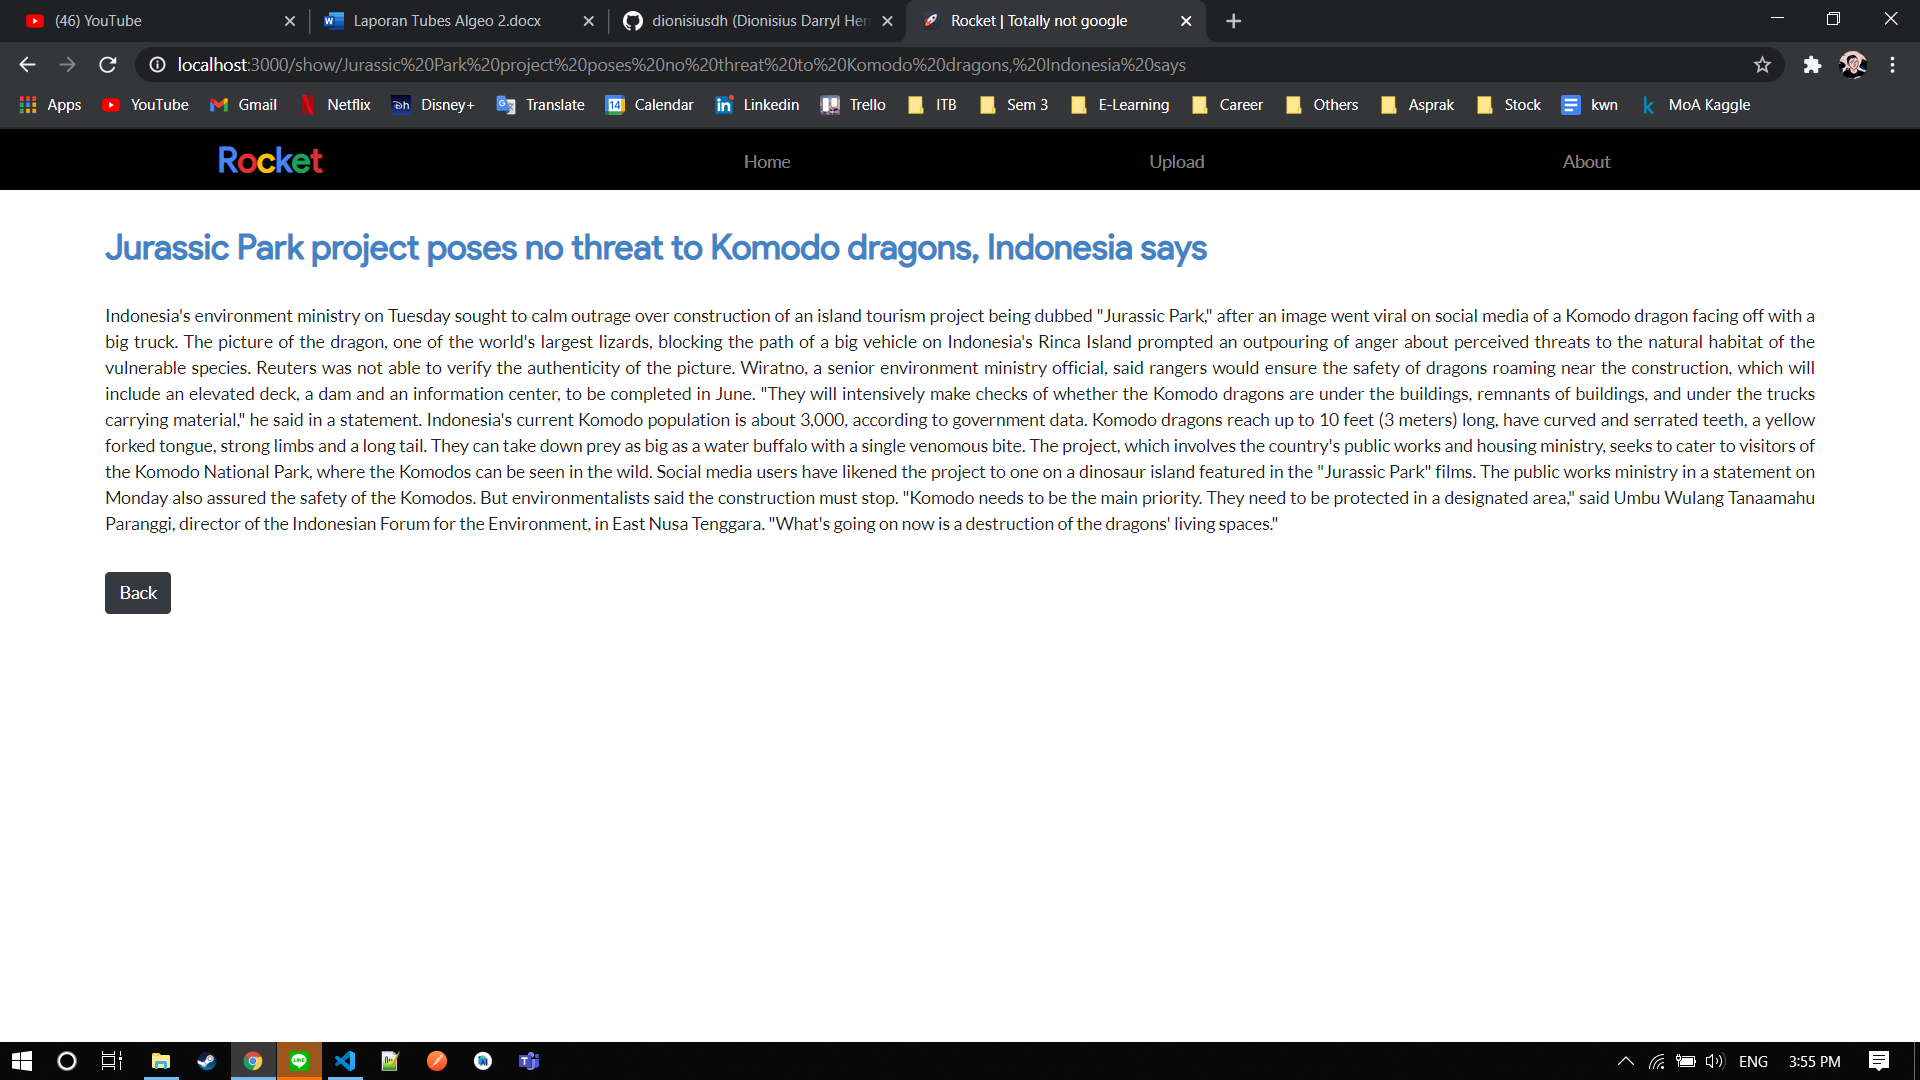 (46) YouTube
Laporan Tubes Algeo 2.docx
dionisiusdh (Dionisius Darryl Her
Rocket | Totally not google
localhost:3000/show/Jurassic%20Park%20project%20poses%20no%20threat%20to%20Komodo%20dragons,%20Indonesia%20says
Apps YouTube Gmail Netflix Disney+ Translate Calendar Linkedin Trello ITB Sem 3 E-Learning Career Others Asprak Stock kwn MoA Kaggle
Rocket Home Upload About
Jurassic Park project poses no threat to Komodo dragons, Indonesia says
Indonesia's environment ministry on Tuesday sought to calm outrage over construction of an island tourism project being dubbed "Jurassic Park," after an image went viral on social media of a Komodo dragon facing off with a
big truck. The picture of the dragon, one of the world's largest lizards, blocking the path of a big vehicle on Indonesia's Rinca Island prompted an outpouring of anger about perceived threats to the natural habitat of the
vulnerable species. Reuters was not able to verify the authenticity of the picture. Wiratno, a senior environment ministry official, said rangers would ensure the safety of dragons roaming near the construction, which will
include an elevated deck, a dam and an information center, to be completed in June. "They will intensively make checks of whether the Komodo dragons are under the buildings, remnants of buildings, and under the trucks
carrying material," he said in a statement. Indonesia's current Komodo population is about 3,000, according to government data. Komodo dragons reach up to 10 feet (3 meters) long, have curved and serrated teeth, a yellow
forked tongue, strong limbs and a long tail. They can take down prey as big as a water buffalo with a single venomous bite. The project, which involves the country's public works and housing ministry, seeks to cater to visitors of
the Komodo National Park, where the Komodos can be seen in the wild. Social media users have likened the project to one on a dinosaur island featured in the "Jurassic Park" films. The public works ministry in a statement on
Monday also assured the safety of the Komodos. But environmentalists said the construction must stop. "Komodo needs to be the main priority. They need to be protected in a designated area," said Umbu Wulang Tanaamahu
Paranggi, director of the Indonesian Forum for the Environment, in East Nusa Tenggara. "What's going on now is a destruction of the dragons' living spaces."
Back
ENG 3:55 PM